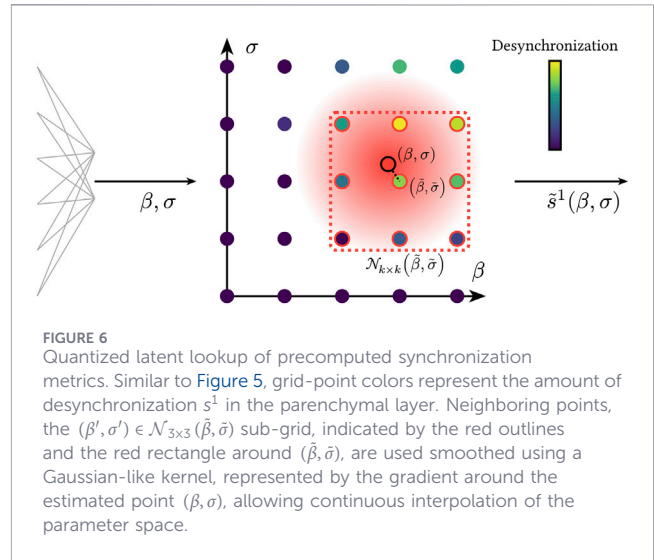 Desynchronization
σ
(β, σ)
β, σ
(β̃, σ̃)
s̃¹(β, σ)
𝒩ₖₓₖ(β̃, σ̃)
β
FIGURE 6
Quantized latent lookup of precomputed synchronization
metrics. Similar to Figure 5, grid-point colors represent the amount of
desynchronization s¹ in the parenchymal layer. Neighboring points,
the (β′, σ′) ∈ 𝒩₃ₓ₃(β̃, σ̃) sub-grid, indicated by the red outlines
and the red rectangle around (β̃, σ̃), are used smoothed using a
Gaussian-like kernel, represented by the gradient around the
estimated point (β, σ), allowing continuous interpolation of the
parameter space.